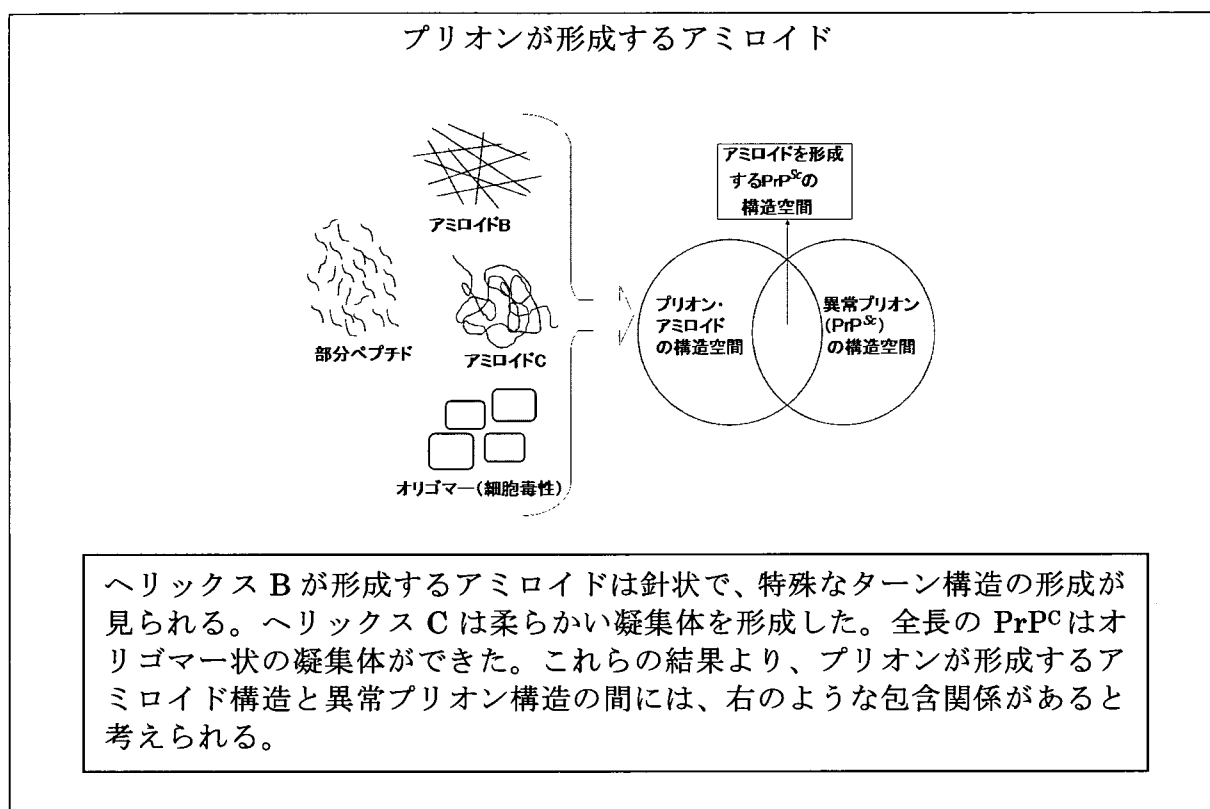 プリオンが形成するアミロイド
アミロイドB
部分ペプチド
アミロイドC
オリゴマー(細胞毒性)
アミロイドを形成
するPrP^Scの
構造空間
プリオン・
アミロイド
の構造空間
異常プリオン
(PrP^Sc)
の構造空間
ヘリックス B が形成するアミロイドは針状で、特殊なターン構造の形成が
見られる。ヘリックス C は柔らかい凝集体を形成した。全長の PrP^C はオ
リゴマー状の凝集体ができた。これらの結果より、プリオンが形成するア
ミロイド構造と異常プリオン構造の間には、右のような包含関係があると
考えられる。